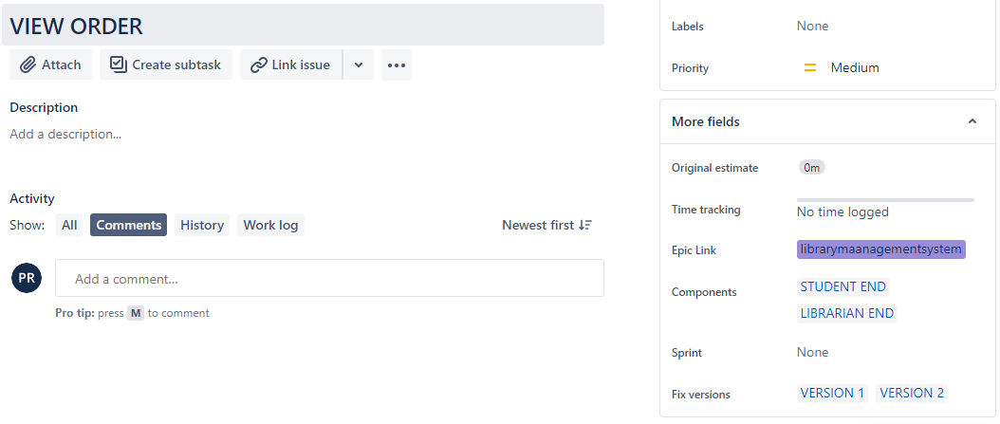 VIEW ORDER
Attach
Create subtask
Link issue
Description
Add a description...
Activity
Show: All Comments History Work log Newest first
PR Add a comment...
Pro tip: press M to comment
Labels None
Priority Medium
More fields
Original estimate 0m
Time tracking
No time logged
Epic Link librarymaanagementsystem
Components STUDENT END
LIBRARIAN END
Sprint None
Fix versions VERSION 1 VERSION 2